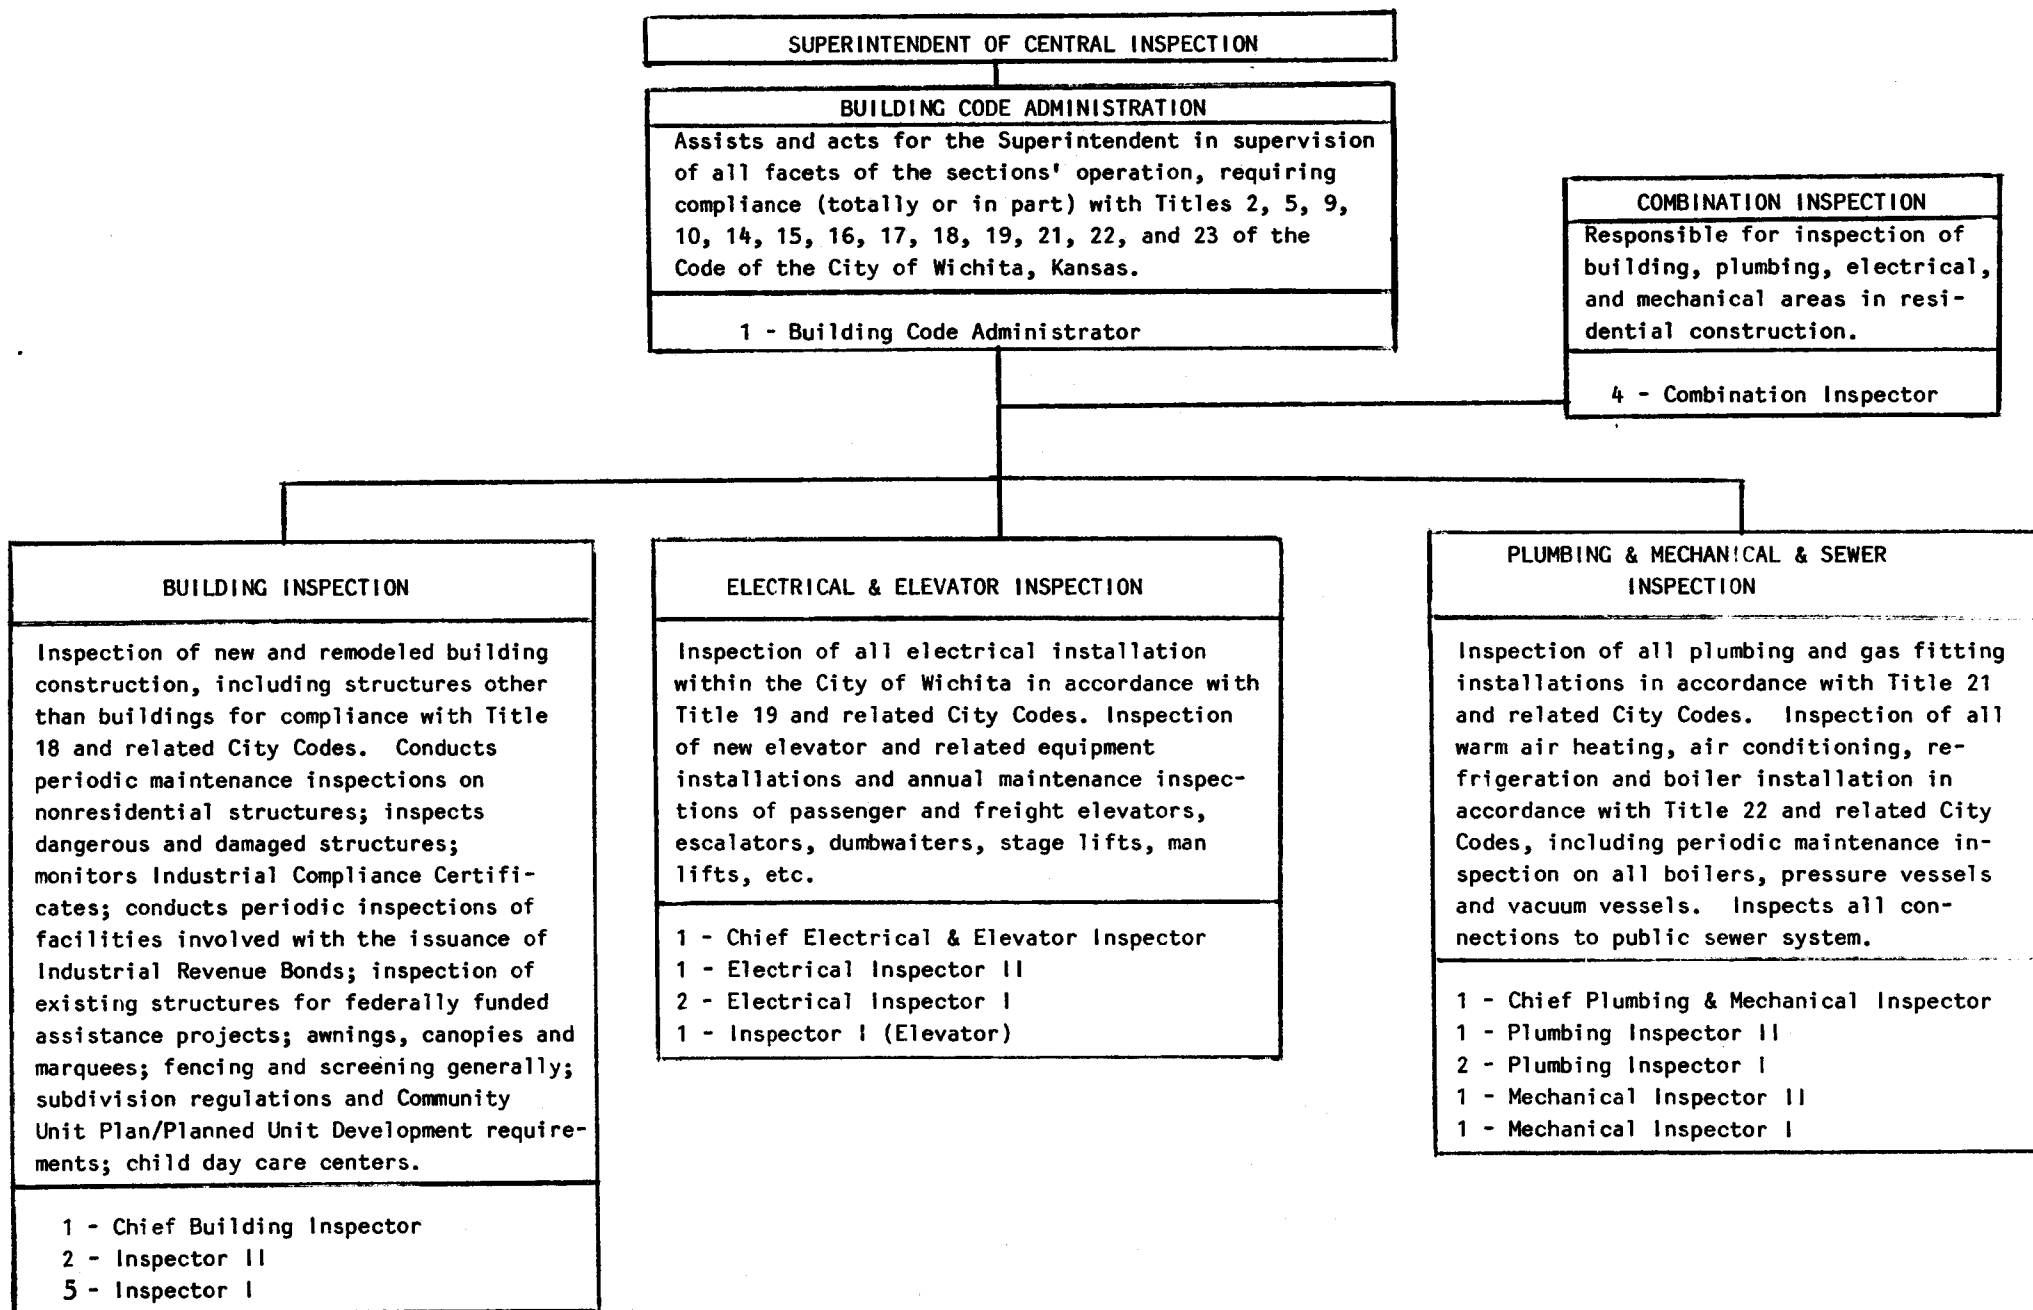 SUPERINTENDENT OF CENTRAL INSPECTION
BUILDING CODE ADMINISTRATION
Assists and acts for the Superintendent in supervision
of all facets of the sections' operation, requiring
compliance (totally or in part) with Titles 2, 5, 9,
10, 14, 15, 16, 17, 18, 19, 21, 22, and 23 of the
Code of the City of Wichita, Kansas.
1 - Building Code Administrator
COMBINATION INSPECTION
Responsible for inspection of
building, plumbing, electrical,
and mechanical areas in resi-
dential construction.
4 - Combination Inspector
BUILDING INSPECTION
Inspection of new and remodeled building
construction, including structures other
than buildings for compliance with Title
18 and related City Codes. Conducts
periodic maintenance inspections on
nonresidential structures; inspects
dangerous and damaged structures;
monitors Industrial Compliance Certifi-
cates; conducts periodic inspections of
facilities involved with the issuance of
Industrial Revenue Bonds; inspection of
existing structures for federally funded
assistance projects; awnings, canopies and
marquees; fencing and screening generally;
subdivision regulations and Community
Unit Plan/Planned Unit Development require-
ments; child day care centers.
1 - Chief Building Inspector
2 - Inspector II
5 - Inspector I
ELECTRICAL & ELEVATOR INSPECTION
Inspection of all electrical installation
within the City of Wichita in accordance with
Title 19 and related City Codes. Inspection
of new elevator and related equipment
installations and annual maintenance inspec-
tions of passenger and freight elevators,
escalators, dumbwaiters, stage lifts, man
lifts, etc.
1 - Chief Electrical & Elevator Inspector
1 - Electrical Inspector II
2 - Electrical Inspector I
1 - Inspector I (Elevator)
PLUMBING & MECHANICAL & SEWER
INSPECTION
Inspection of all plumbing and gas fitting
installations in accordance with Title 21
and related City Codes. Inspection of all
warm air heating, air conditioning, re-
frigeration and boiler installation in
accordance with Title 22 and related City
Codes, including periodic maintenance in-
spection on all boilers, pressure vessels
and vacuum vessels. Inspects all con-
nections to public sewer system.
1 - Chief Plumbing & Mechanical Inspector
1 - Plumbing Inspector II
2 - Plumbing Inspector I
1 - Mechanical Inspector II
1 - Mechanical Inspector I